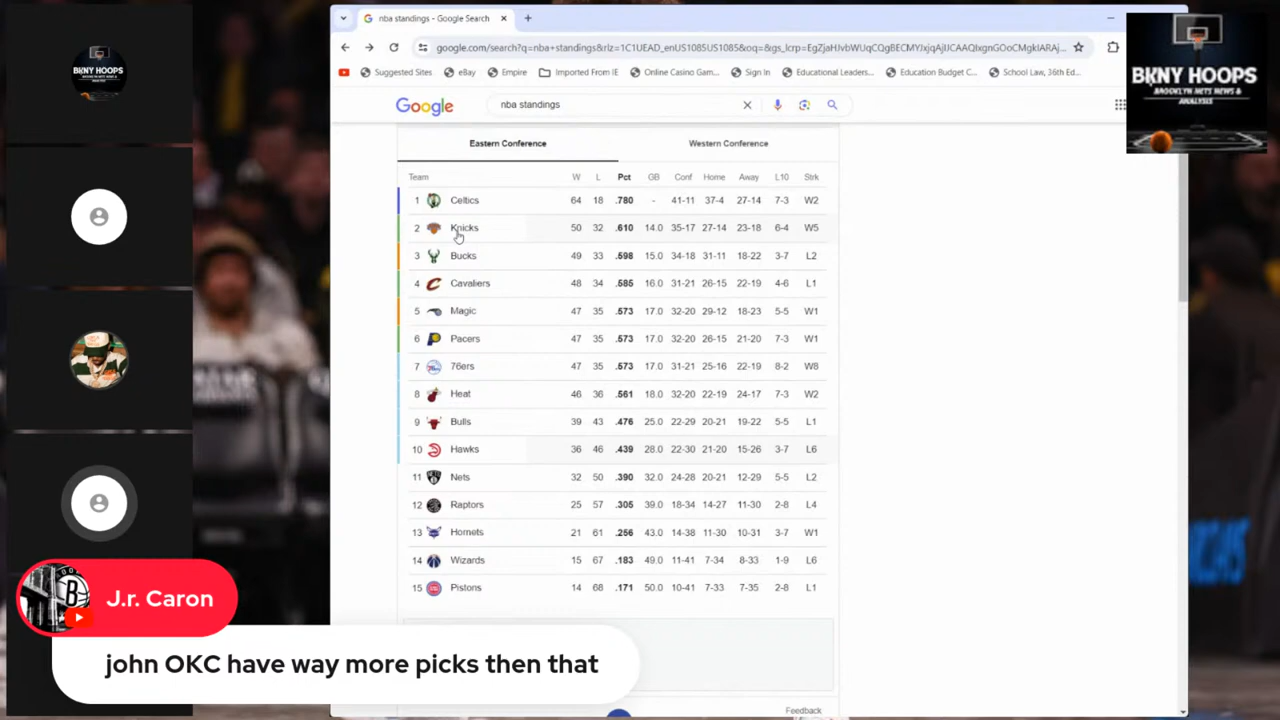 nba standings - Google Search
google.com/search?q=nba+standings&rlz=1C1UEAD_enUS1085US1085&oq=&gs_lcrp=EgZjaHJvbWUqCQgBECMYJxjqAjIICAAQIxgnGOoCMgkIARAj...
Suggested Sites eBay Empire Imported From IE Online Casino Gam... Sign In Educational Leaders... Education Budget C... School Law, 36th Ed...
Google nba standings
BKNY HOOPS
BROOKLYN NETS NEWS &
ANALYSIS
BKNY HOOPS
Eastern Conference Western Conference
Team W L Pct GB Conf Home Away L10 Strk
1 Celtics 64 18 .780 - 41-11 37-4 27-14 7-3 W2
2 Knicks 50 32 .610 14.0 35-17 27-14 23-18 6-4 W5
3 Bucks 49 33 .598 15.0 34-18 31-11 18-22 3-7 L2
4 Cavaliers 48 34 .585 16.0 31-21 26-15 22-19 4-6 L1
5 Magic 47 35 .573 17.0 32-20 29-12 18-23 5-5 W1
6 Pacers 47 35 .573 17.0 32-20 26-15 21-20 7-3 W1
7 76ers 47 35 .573 17.0 31-21 25-16 22-19 8-2 W8
8 Heat 46 36 .561 18.0 32-20 22-19 24-17 7-3 W2
9 Bulls 39 43 .476 25.0 22-29 20-21 19-22 5-5 L1
10 Hawks 36 46 .439 28.0 22-30 21-20 15-26 3-7 L6
11 Nets 32 50 .390 32.0 24-28 20-21 12-29 5-5 L2
12 Raptors 25 57 .305 39.0 18-34 14-27 11-30 2-8 L4
13 Hornets 21 61 .256 43.0 14-38 11-30 10-31 3-7 W1
14 Wizards 15 67 .183 49.0 11-41 7-34 8-33 1-9 L6
15 Pistons 14 68 .171 50.0 10-41 7-33 7-35 2-8 L1
J.r. Caron
john OKC have way more picks then that
Feedback